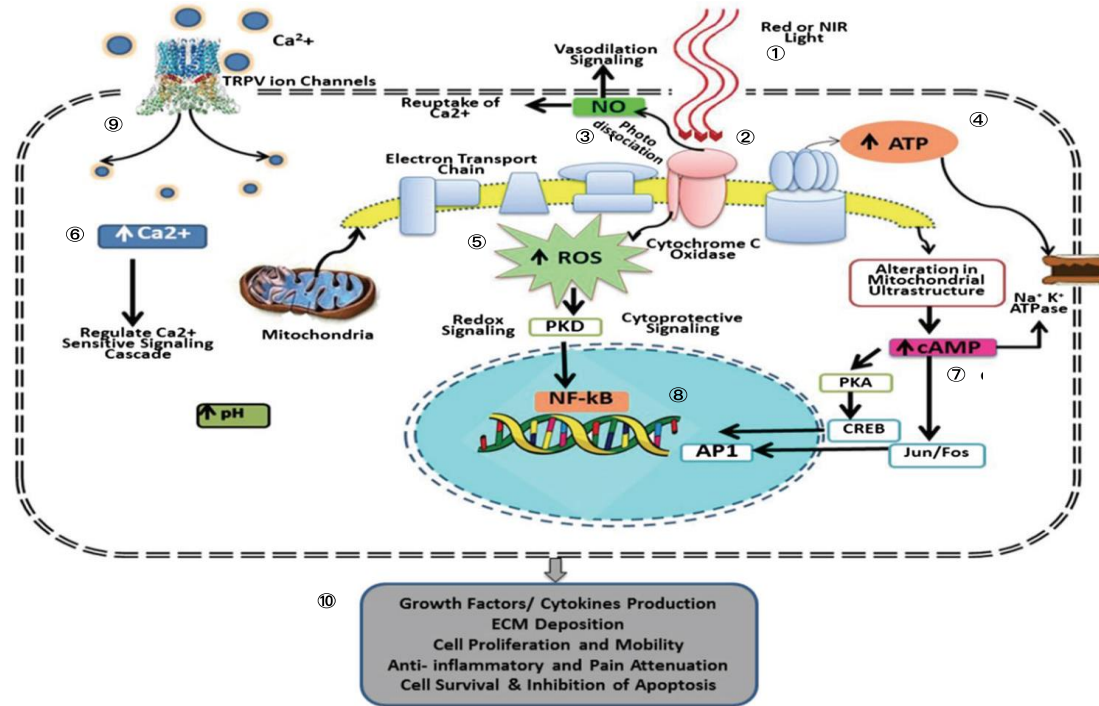 Ca²+
TRPV ion Channels
⑨
Vasodilation
Signaling
Reuptake of
Ca2+
NO
③
Photo
dissociation
Red or NIR
Light
①
②
④
↑ ATP
Electron Transport
Chain
⑥
↑Ca2+
Regulate Ca2+
Sensitive Signaling
Cascade
↑ pH
Mitochondria
⑤
↑ ROS
Cytochrome C
Oxidase
Redox
Signaling
PKD
Cytoprotective
Signaling
NF-kB
⑧
AP1
Alteration in
Mitochondrial
Ultrastructure
Na⁺ K⁺
ATPase
↑cAMP
⑦
PKA
CREB
Jun/Fos
⑩
Growth Factors/ Cytokines Production
ECM Deposition
Cell Proliferation and Mobility
Anti- inflammatory and Pain Attenuation
Cell Survival & Inhibition of Apoptosis